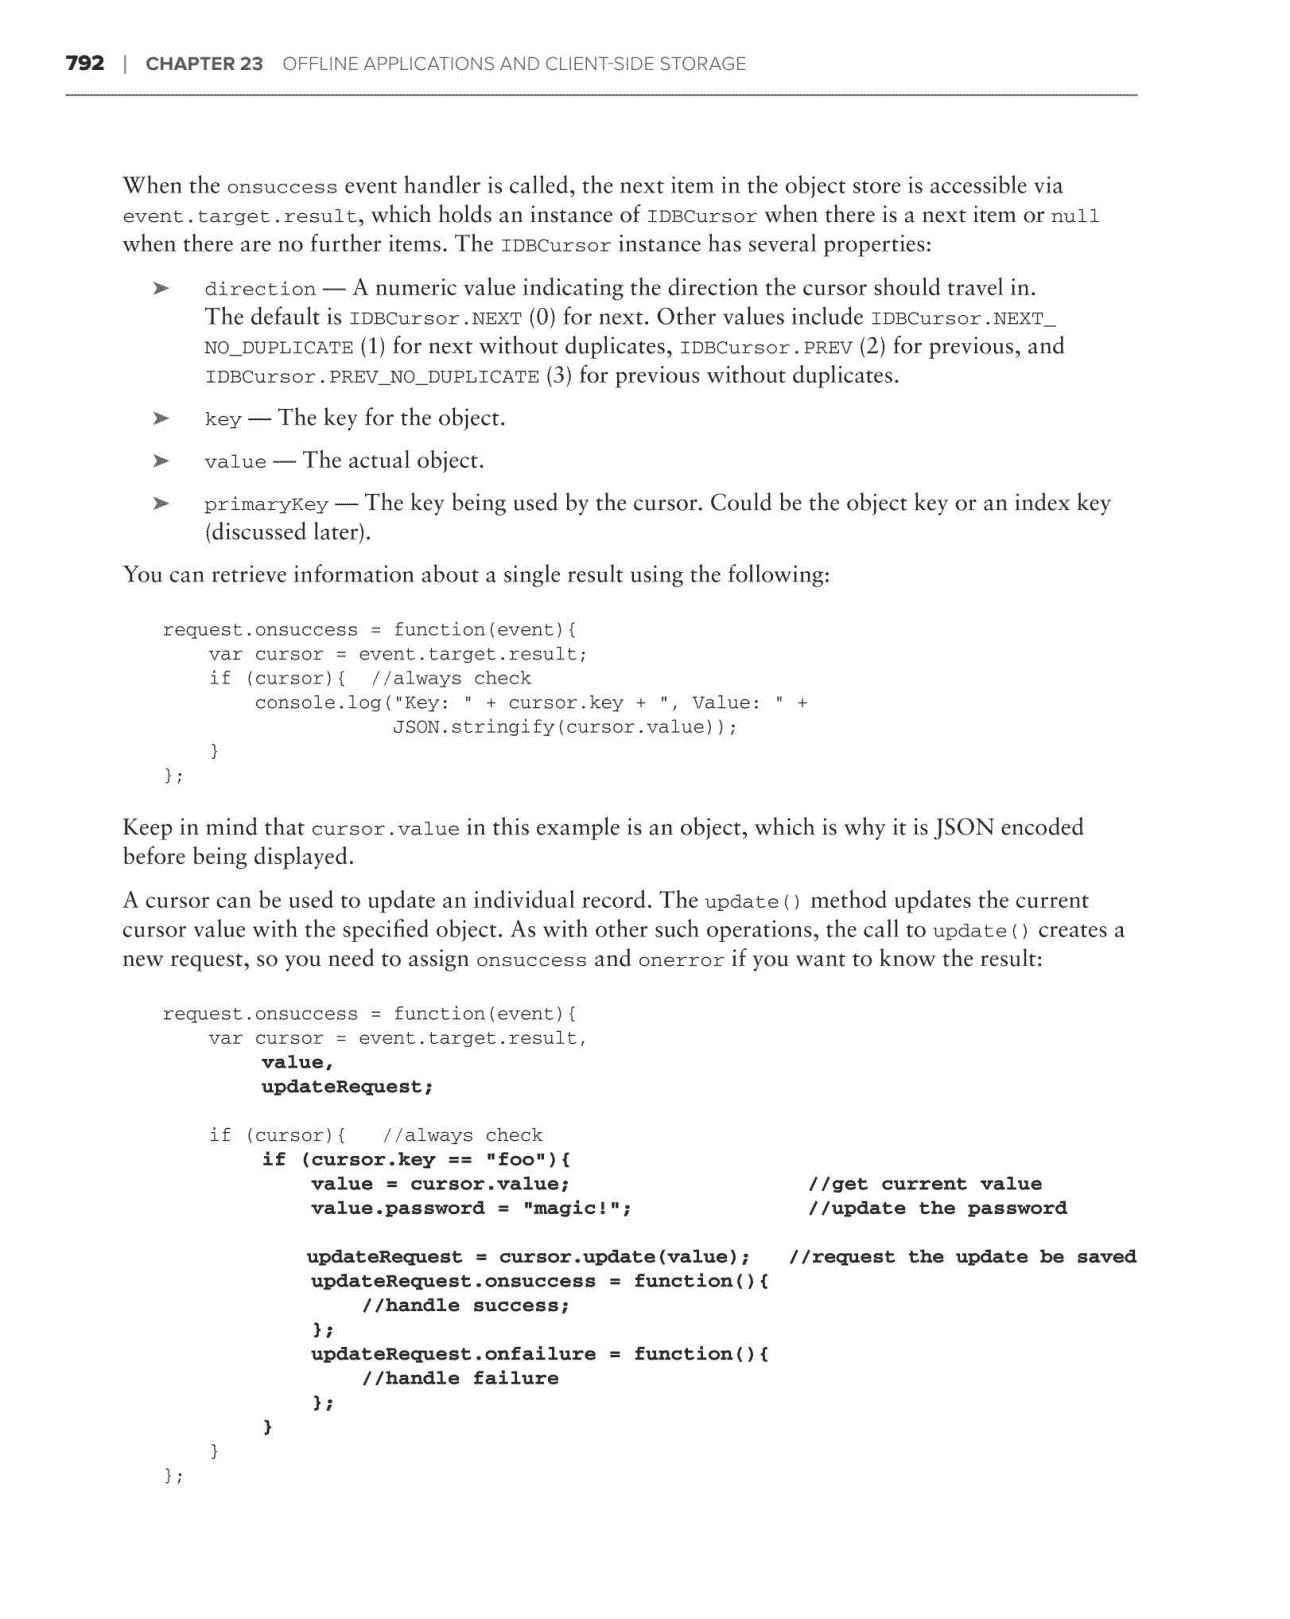 792 | CHAPTER 23 OFFLINE APPLICATIONS AND CLIENT-SIDE STORAGE
When the onsuccess event handler is called, the next item in the object store is accessible via
event.target.result, which holds an instance of IDBCursor when there is a next item or null
when there are no further items. The IDBCursor instance has several properties:
➤ direction — A numeric value indicating the direction the cursor should travel in.
The default is IDBCursor.NEXT (0) for next. Other values include IDBCursor.NEXT_
NO_DUPLICATE (1) for next without duplicates, IDBCursor.PREV (2) for previous, and
IDBCursor.PREV_NO_DUPLICATE (3) for previous without duplicates.
➤ key — The key for the object.
➤ value — The actual object.
➤ primaryKey — The key being used by the cursor. Could be the object key or an index key
(discussed later).
You can retrieve information about a single result using the following:
request.onsuccess = function(event){
    var cursor = event.target.result;
    if (cursor){  //always check
        console.log("Key: " + cursor.key + ", Value: " +
                    JSON.stringify(cursor.value));
    }
};
Keep in mind that cursor.value in this example is an object, which is why it is JSON encoded
before being displayed.
A cursor can be used to update an individual record. The update() method updates the current
cursor value with the specified object. As with other such operations, the call to update() creates a
new request, so you need to assign onsuccess and onerror if you want to know the result:
request.onsuccess = function(event){
    var cursor = event.target.result,
        value,
        updateRequest;
    if (cursor){   //always check
        if (cursor.key == "foo"){
            value = cursor.value;                    //get current value
            value.password = "magic!";               //update the password
            updateRequest = cursor.update(value);   //request the update be saved
            updateRequest.onsuccess = function(){
                //handle success;
            };
            updateRequest.onfailure = function(){
                //handle failure
            };
        }
    }
};